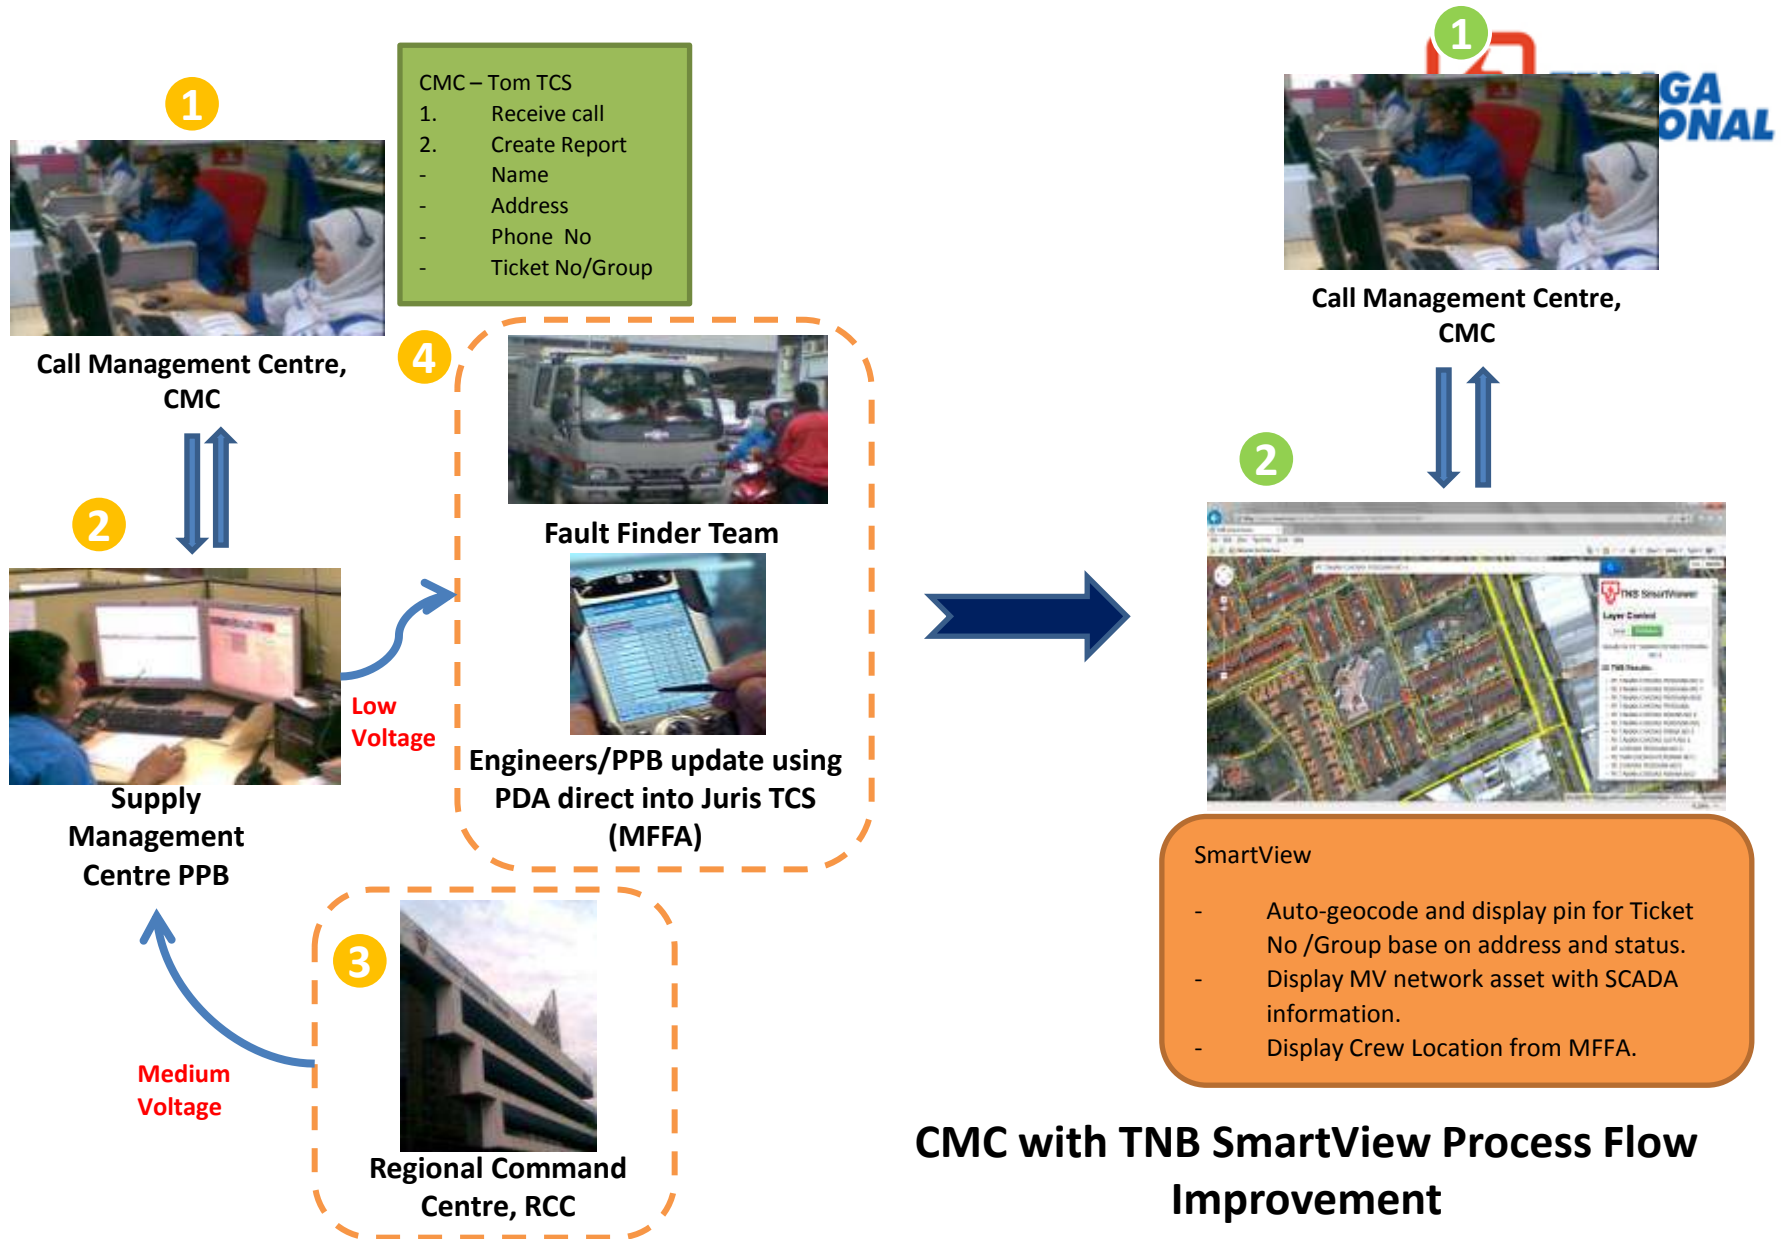 1
CMC – Tom TCS
1. Receive call
2. Create Report
- Name
- Address
- Phone No
- Ticket No/Group
Call Management Centre,
CMC
2
Supply
Management
Centre PPB
Low
Voltage
4
Fault Finder Team
Engineers/PPB update using
PDA direct into Juris TCS
(MFFA)
3
Regional Command
Centre, RCC
Medium
Voltage
1
GA
ONAL
Call Management Centre,
CMC
2
TNB SmartViewer
Layer Control
SmartView
- Auto-geocode and display pin for Ticket
No /Group base on address and status.
- Display MV network asset with SCADA
information.
- Display Crew Location from MFFA.
CMC with TNB SmartView Process Flow
Improvement